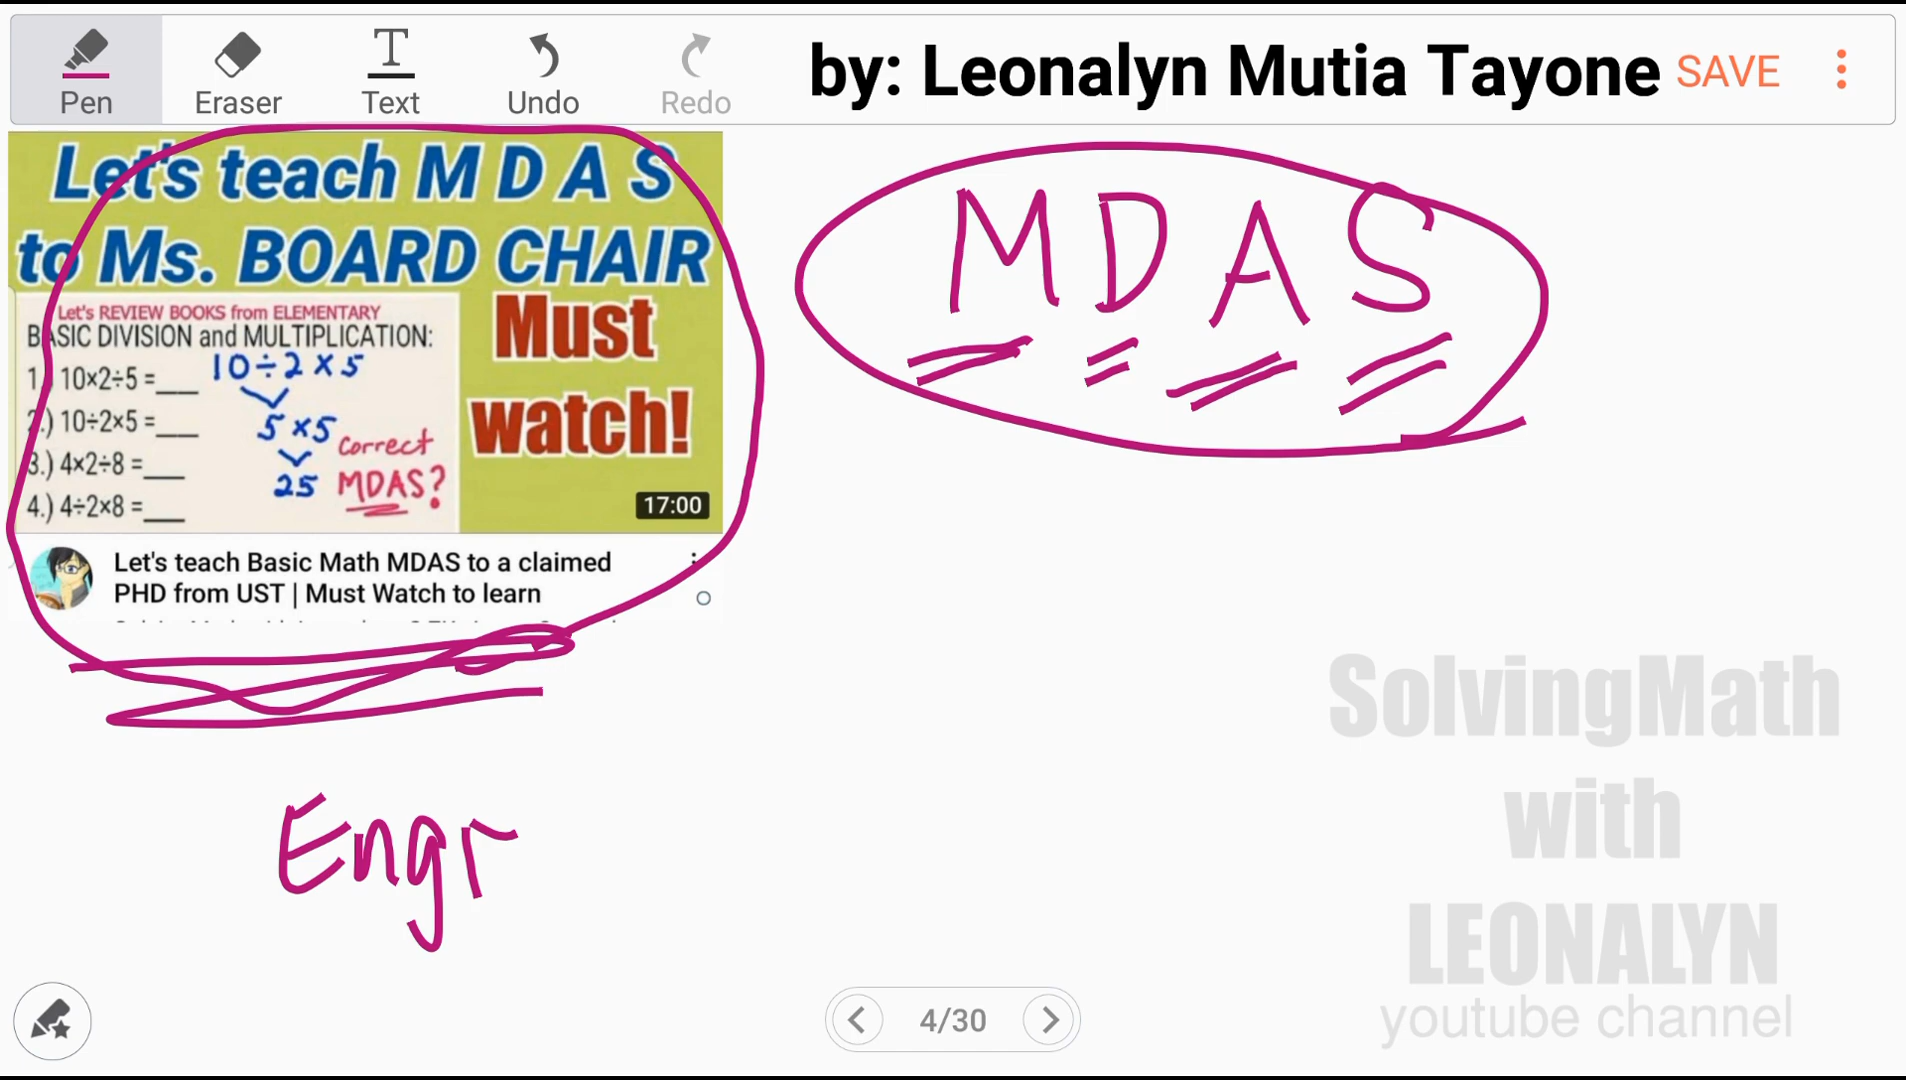 Pen
Eraser
Text
Undo
Redo
by: Leonalyn Mutia Tayone
SAVE
Let's teach M D A S
to Ms. BOARD CHAIR
Let's REVIEW BOOKS from ELEMENTARY
BASIC DIVISION and MULTIPLICATION:
1.) 10×2÷5 =___
2.) 10÷2×5 =___
3.) 4×2÷8 =___
4.) 4÷2×8 =___
10÷2×5
5×5
25
Correct
MDAS?
Must
watch!
17:00
Let's teach Basic Math MDAS to a claimed
PHD from UST | Must Watch to learn
MDAS
Engr
SolvingMath
with
LEONALYN
youtube channel
4/30